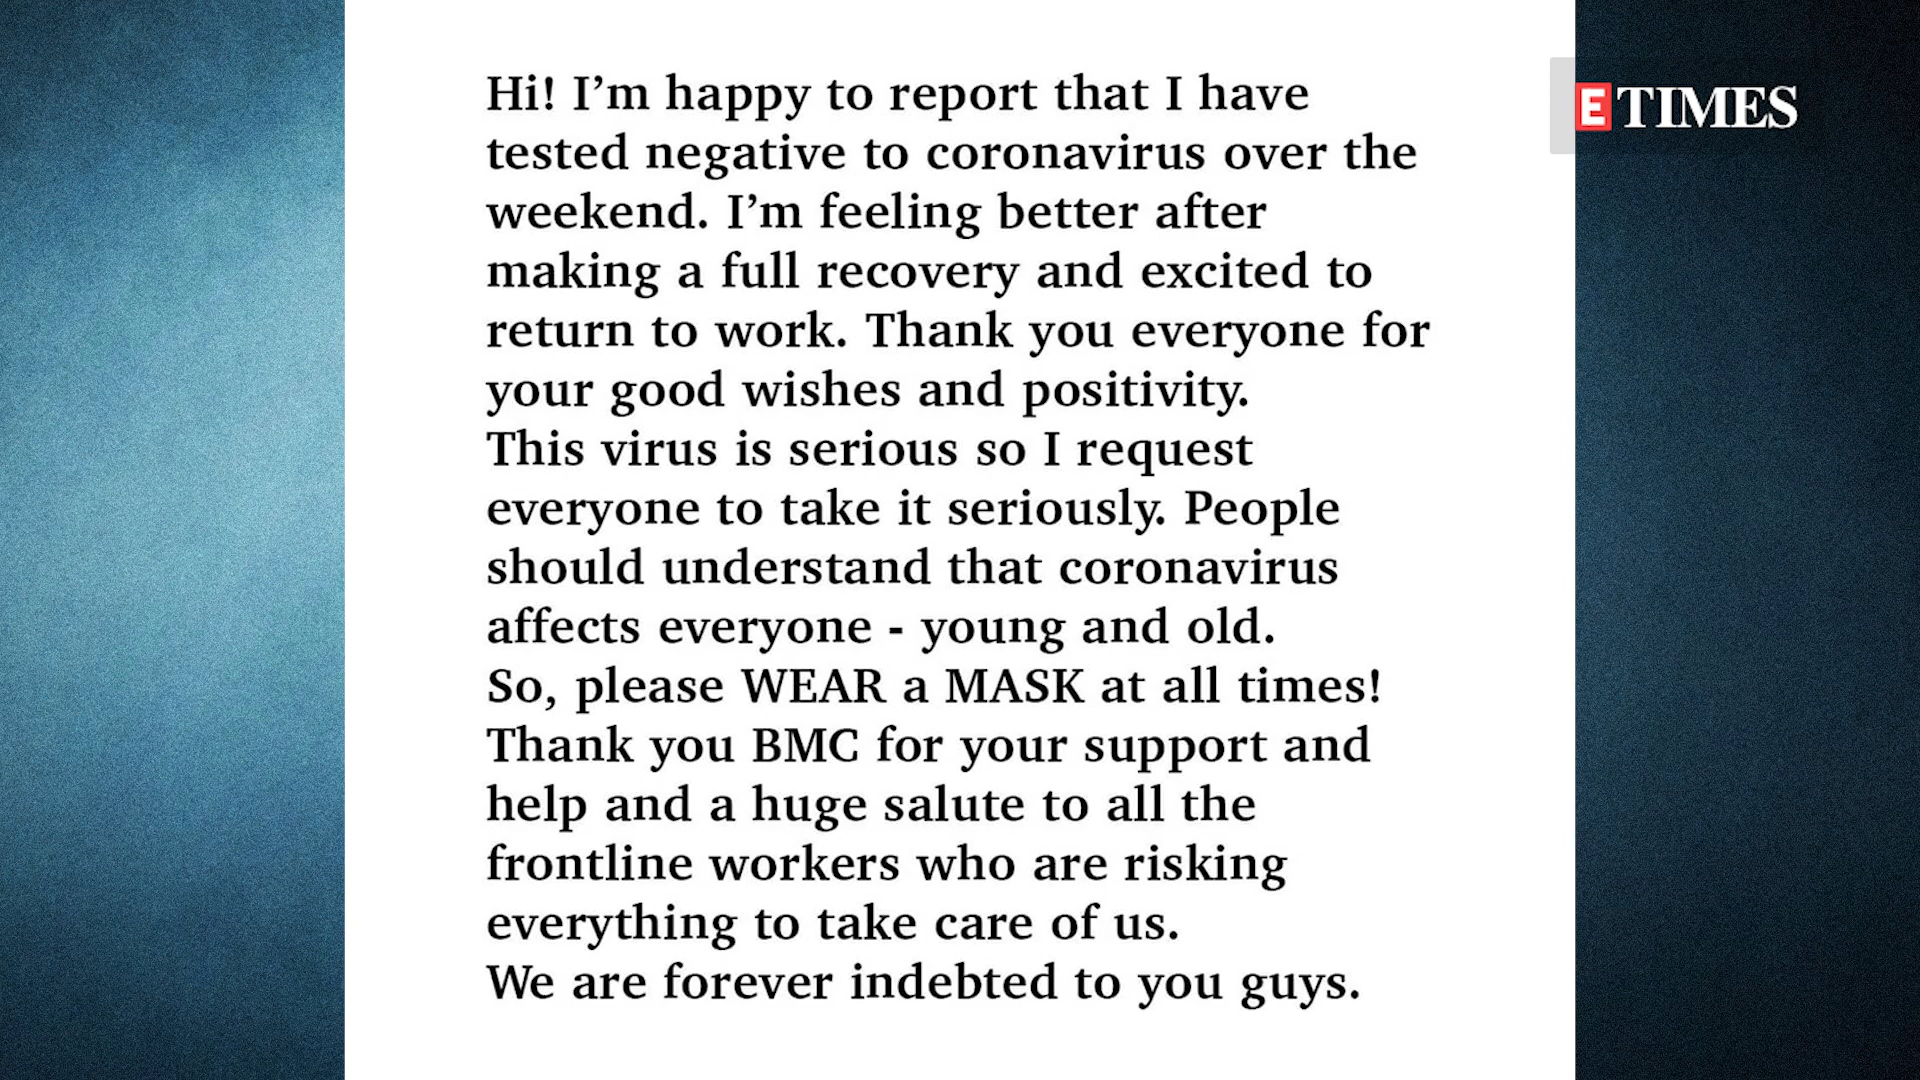 Hi! I’m happy to report that I have
tested negative to coronavirus over the
weekend. I’m feeling better after
making a full recovery and excited to
return to work. Thank you everyone for
your good wishes and positivity.
This virus is serious so I request
everyone to take it seriously. People
should understand that coronavirus
affects everyone - young and old.
So, please WEAR a MASK at all times!
Thank you BMC for your support and
help and a huge salute to all the
frontline workers who are risking
everything to take care of us.
We are forever indebted to you guys.
E TIMES